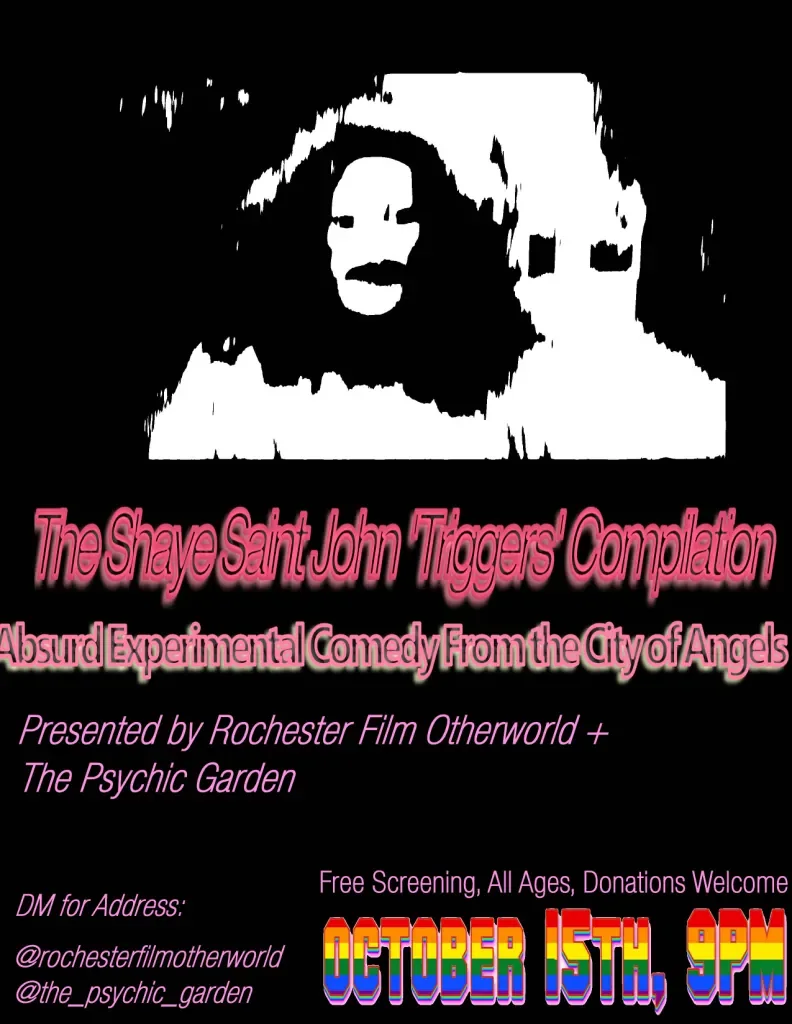 The Shaye Saint John 'Triggers' Compilation
Absurd Experimental Comedy From the City of Angels
Presented by Rochester Film Otherworld +
The Psychic Garden
Free Screening, All Ages, Donations Welcome
DM for Address:
@rochesterfilmotherworld
@the_psychic_garden
OCTOBER 15TH, 9PM